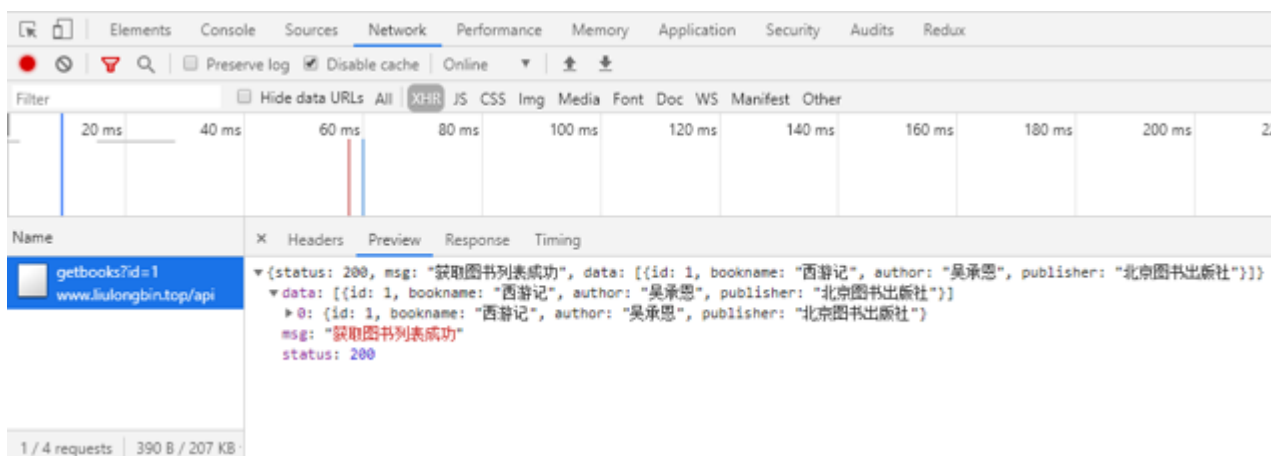 Elements Console Sources Network Performance Memory Application Security Audits Redux
Preserve log Disable cache Online
Filter Hide data URLs All XHR JS CSS Img Media Font Doc WS Manifest Other
20 ms 40 ms 60 ms 80 ms 100 ms 120 ms 140 ms 160 ms 180 ms 200 ms 2
Name × Headers Preview Response Timing
getbooks?id=1
www.liulongbin.top/api
▼{status: 200, msg: "获取图书列表成功", data: [{id: 1, bookname: "西游记", author: "吴承恩", publisher: "北京图书出版社"}]}
▼data: [{id: 1, bookname: "西游记", author: "吴承恩", publisher: "北京图书出版社"}]
▶0: {id: 1, bookname: "西游记", author: "吴承恩", publisher: "北京图书出版社"}
msg: "获取图书列表成功"
status: 200
1 / 4 requests 390 B / 207 KB